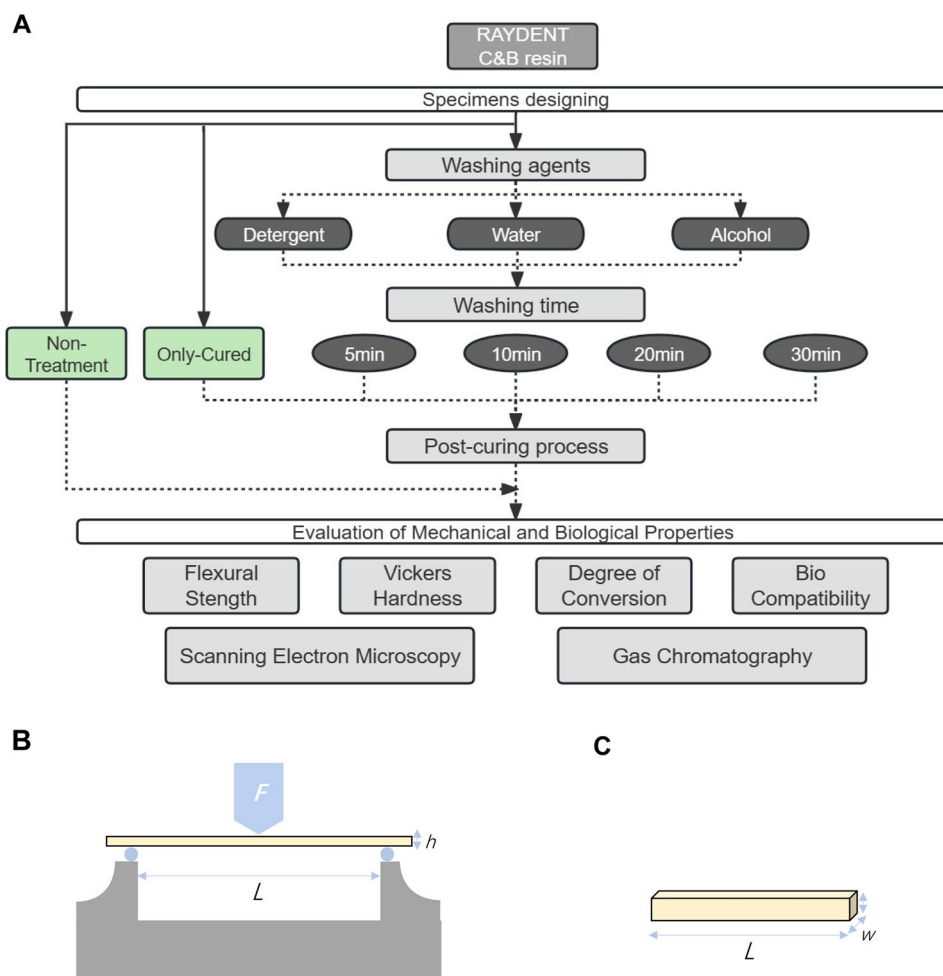 A
RAYDENT
C&B resin
Specimens designing
Washing agents
Detergent
Water
Alcohol
Washing time
Non-
Treatment
Only-Cured
5min
10min
20min
30min
Post-curing process
Evaluation of Mechanical and Biological Properties
Flexural
Stength
Vickers
Hardness
Degree of
Conversion
Bio
Compatibility
Scanning Electron Microscopy
Gas Chromatography
B
F
h
L
C
w
L